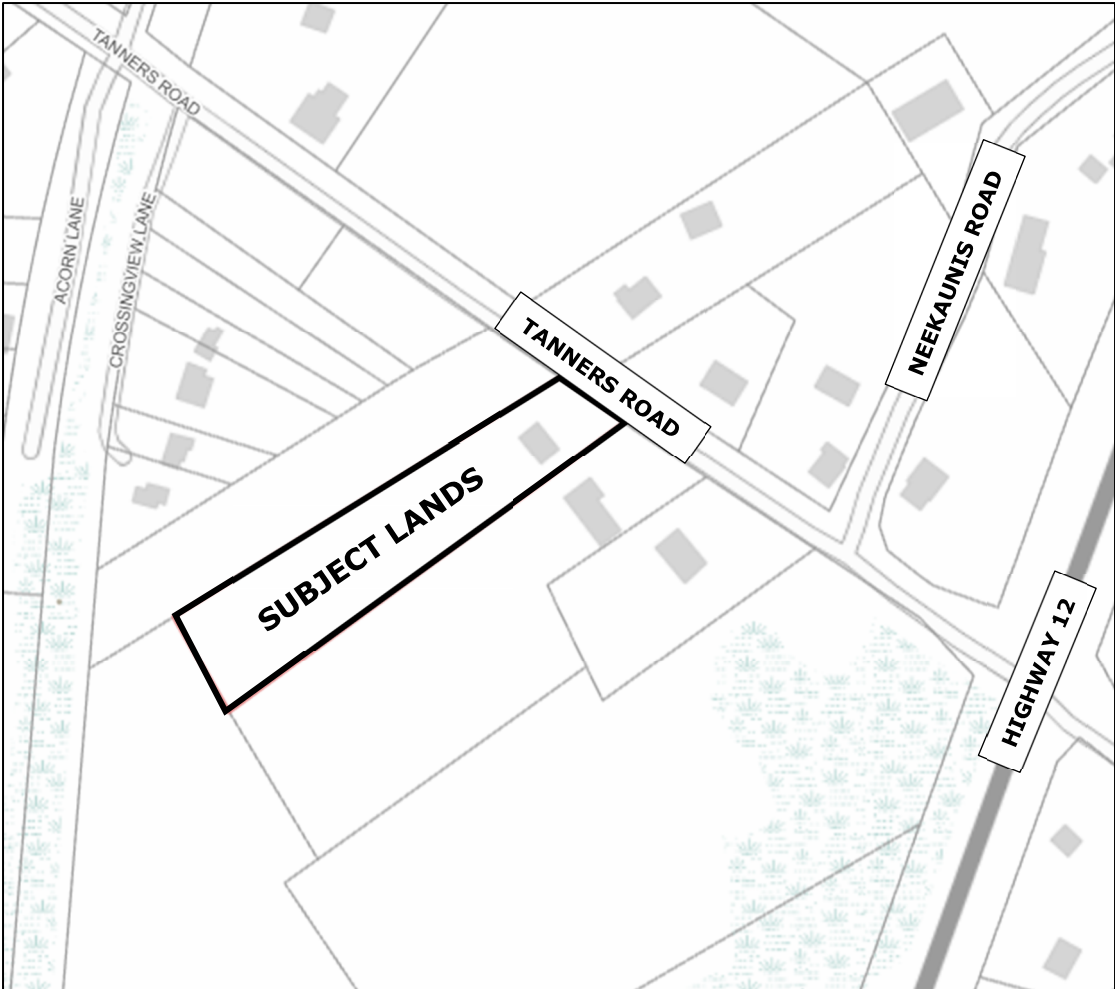 TANNERS ROAD
ACORN LANE
CROSSINGVIEW LANE
NEEKAUNIS ROAD
TANNERS ROAD
SUBJECT LANDS
HIGHWAY 12